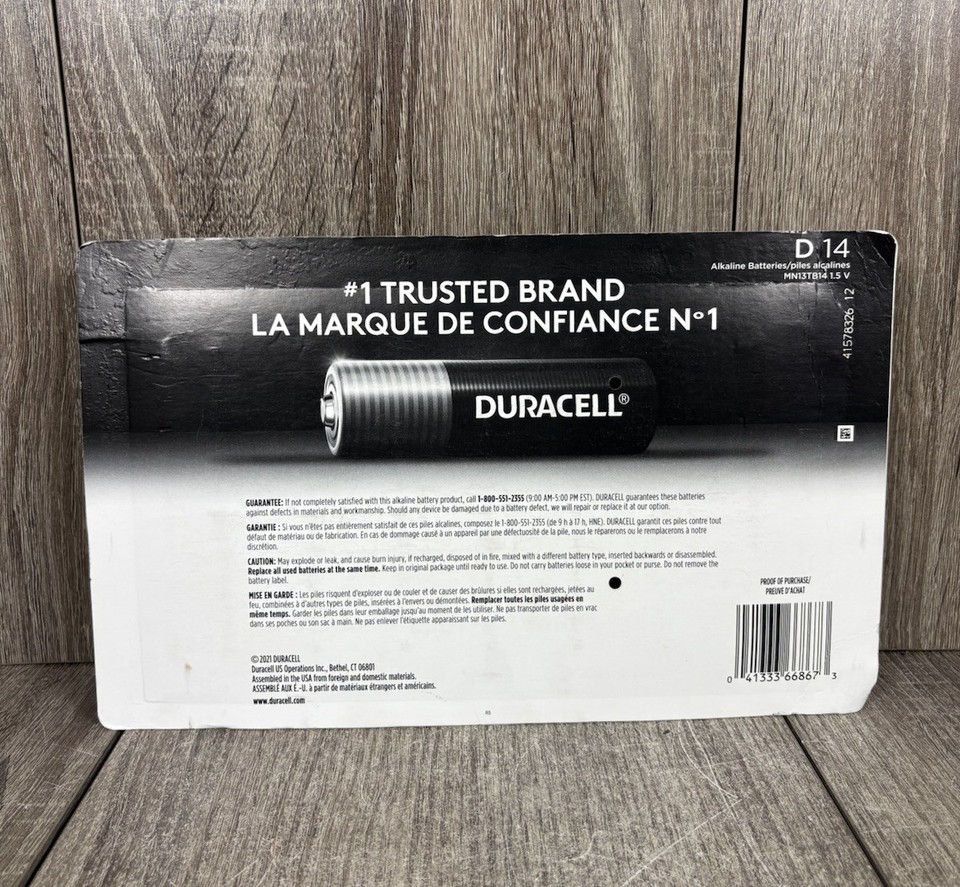 D 14
Alkaline Batteries/piles alcalines
MN13TB14 1.5 V
41578326 12
#1 TRUSTED BRAND
LA MARQUE DE CONFIANCE Nº1
DURACELL®
GUARANTEE: If not completely satisfied with this alkaline battery product, call 1-800-551-2355 (9:00 AM-5:00 PM EST). DURACELL guarantees these batteries
against defects in materials and workmanship. Should any device be damaged due to a battery defect, we will repair or replace it at our option.
GARANTIE : Si vous n'êtes pas entièrement satisfait de ces piles alcalines, composez le 1-800-551-2355 (de 9 h à 17 h, HNE). DURACELL garantit ces piles contre tout
défaut de matériau ou de fabrication. En cas de dommage causé à un appareil par une défectuosité de la pile, nous le réparerons ou le remplacerons à notre
discrétion.
CAUTION: May explode or leak, and cause burn injury, if recharged, disposed of in fire, mixed with a different battery type, inserted backwards or disassembled.
Replace all used batteries at the same time. Keep in original package until ready to use. Do not carry batteries loose in your pocket or purse. Do not remove the
battery label.
MISE EN GARDE : Les piles risquent d'exploser ou de couler et de causer des brûlures si elles sont rechargées, jetées au
feu, combinées à d'autres types de piles, insérées à l'envers ou démontées. Remplacer toutes les piles usagées en
même temps. Garder les piles dans leur emballage jusqu'au moment de les utiliser. Ne pas transporter de piles en vrac
dans ses poches ou son sac à main. Ne pas enlever l'étiquette apparaissant sur les piles.
PROOF OF PURCHASE/
PREUVE D'ACHAT
0 41333 66867 3
©2021 DURACELL
Duracell US Operations Inc., Bethel, CT 06801
Assembled in the USA from foreign and domestic materials.
ASSEMBLÉ AUX É.-U. à partir de matériaux étrangers et américains.
www.duracell.com